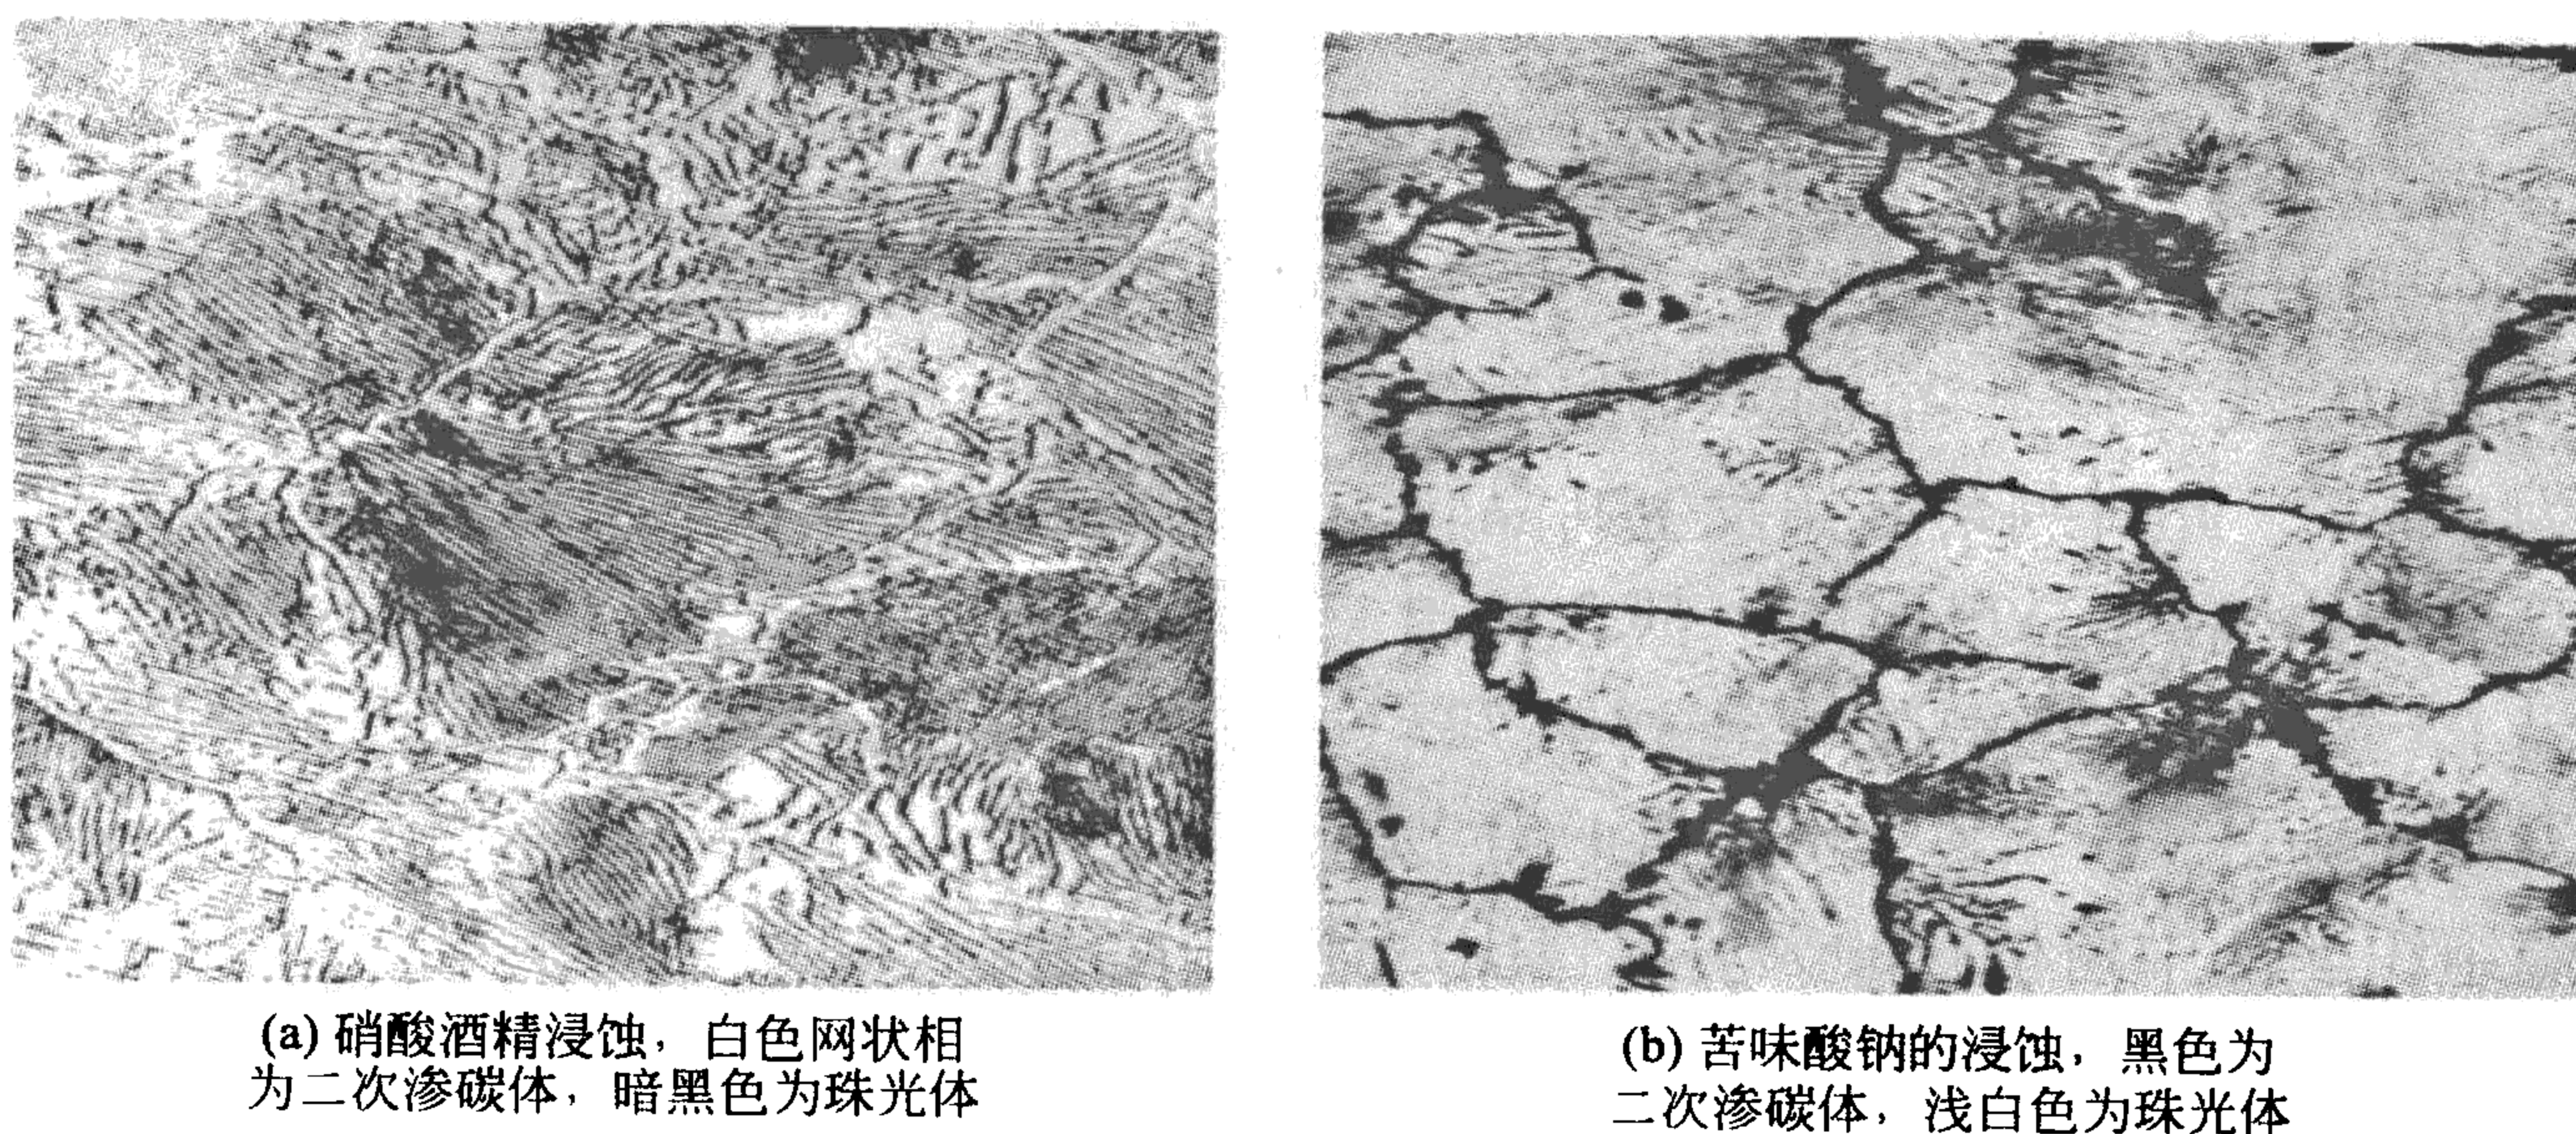 (a) 硝酸酒精浸蚀，白色网状相
为二次渗碳体，暗黑色为珠光体
(b) 苦味酸钠的浸蚀，黑色为
二次渗碳体，浅白色为珠光体